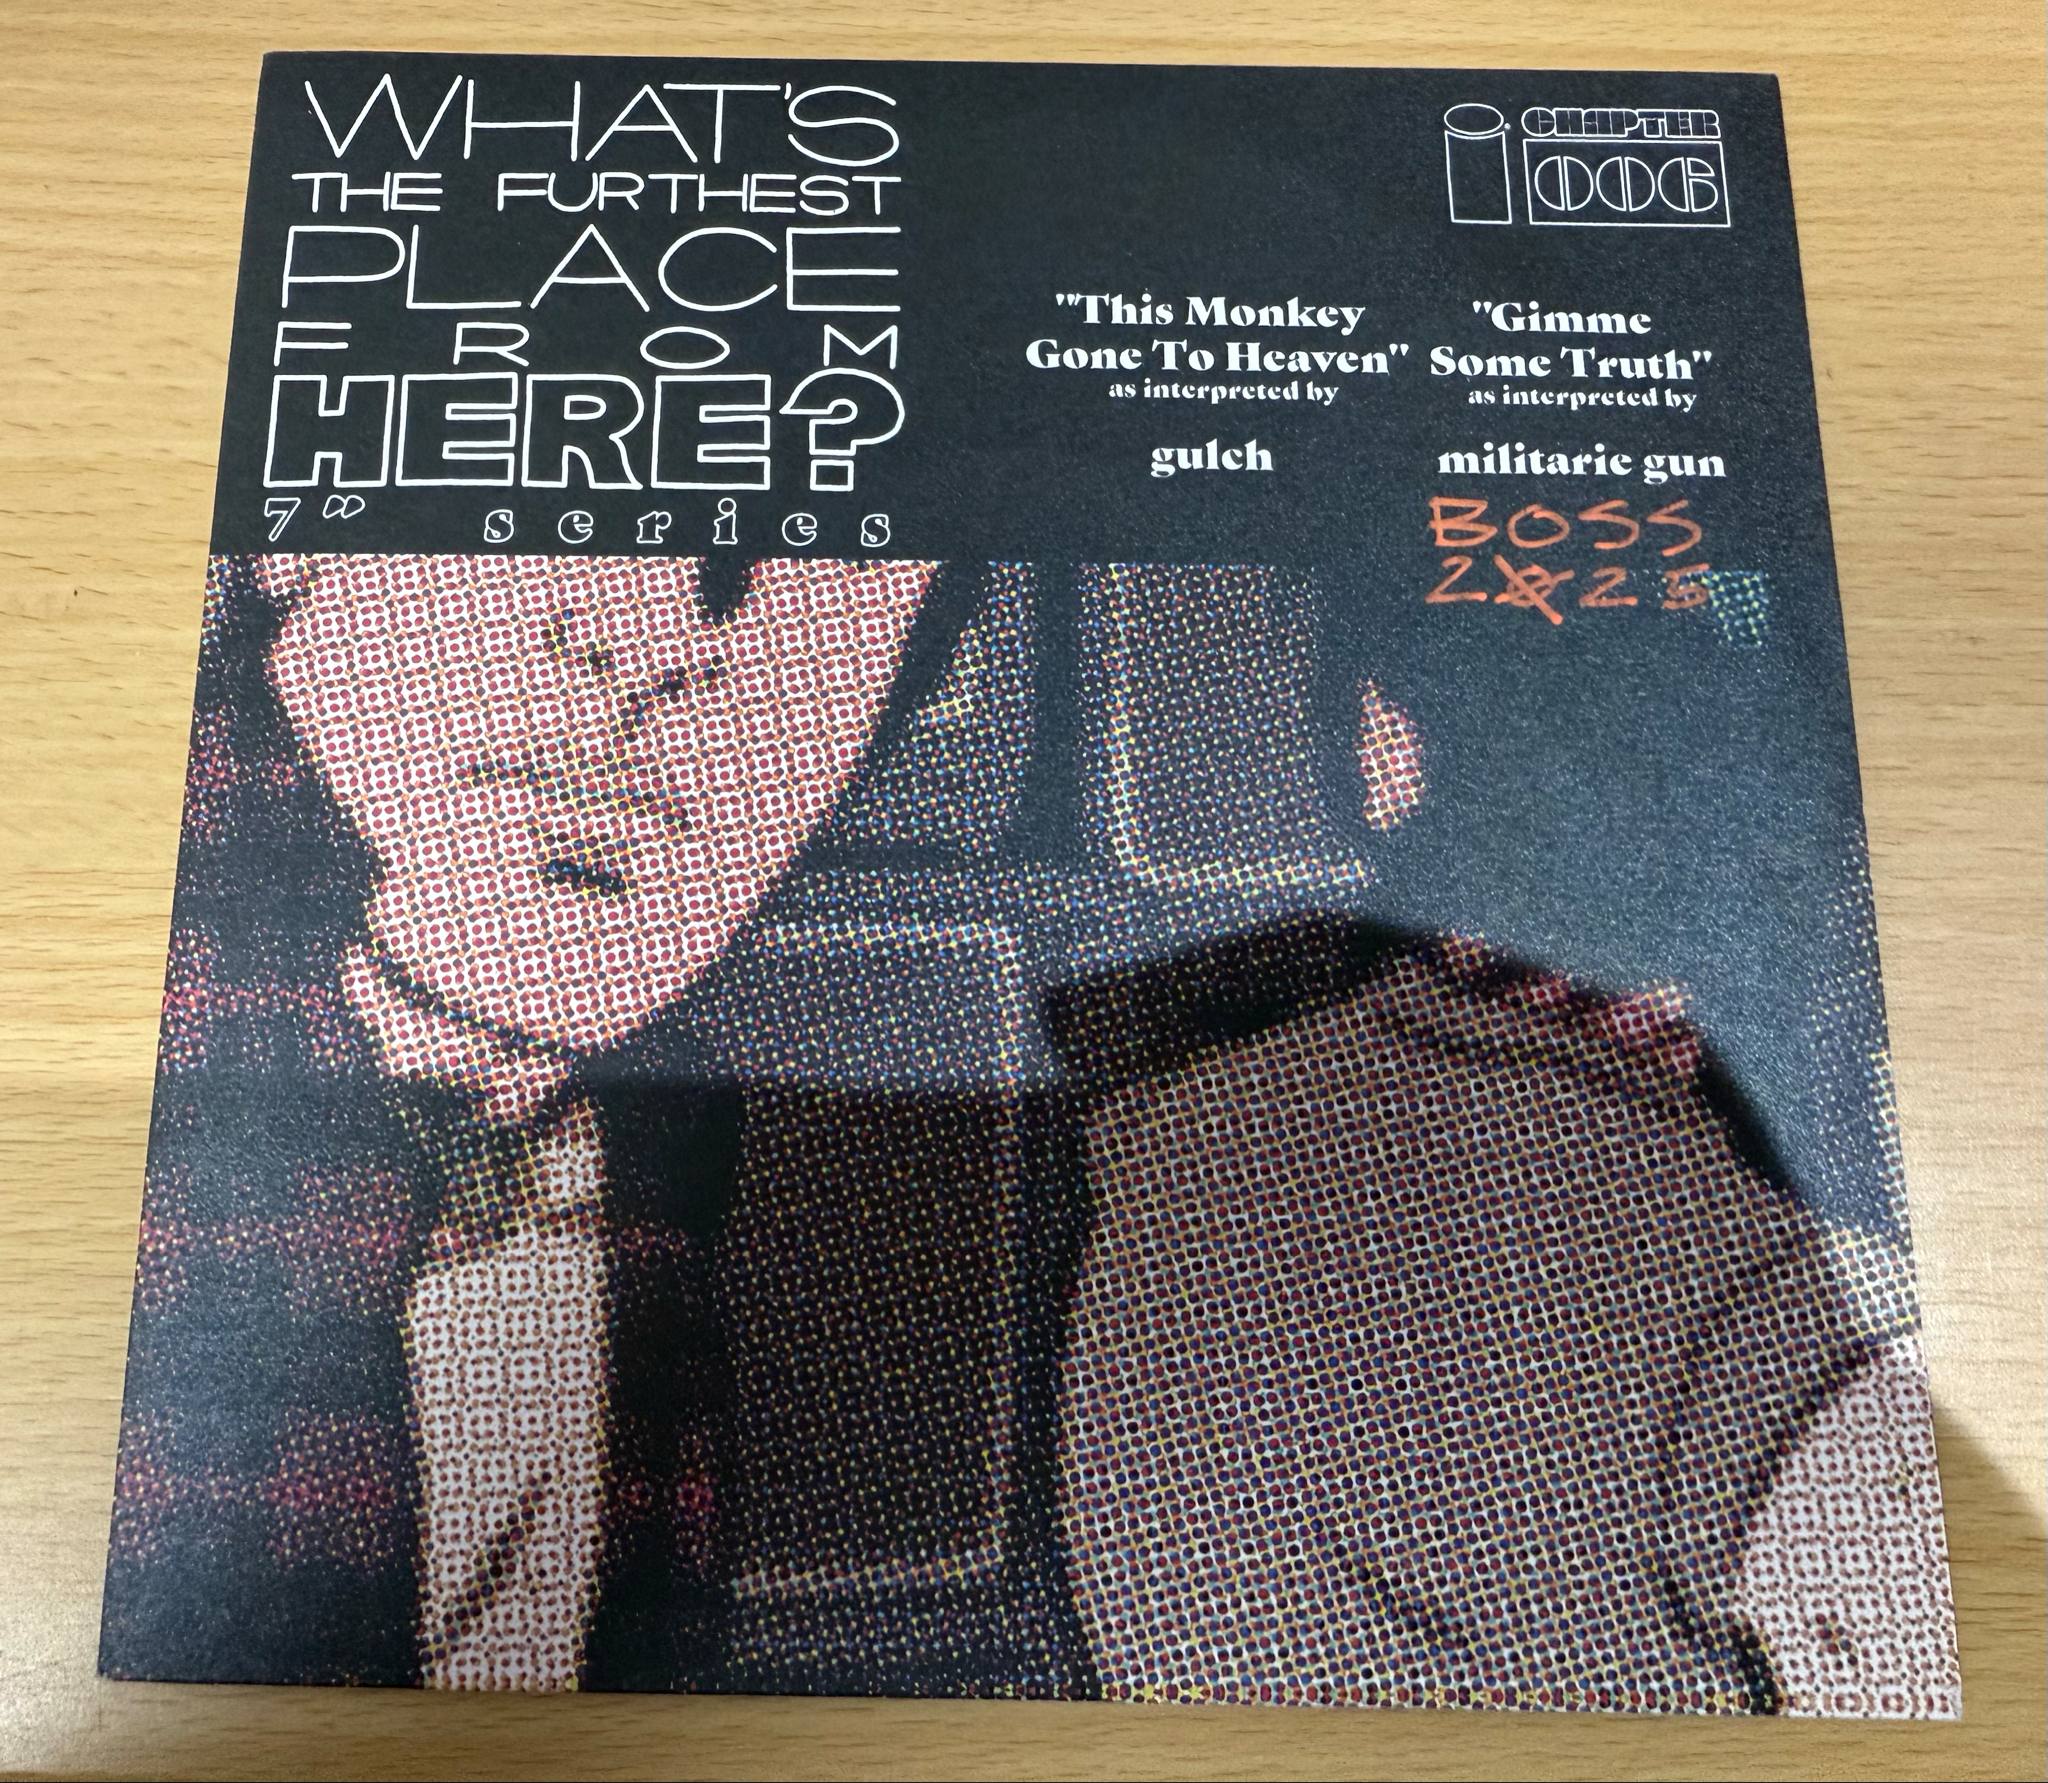 WHAT'S
THE FURTHEST
PLACE
FROM
HERE?
7" series
i CHAPTER
006
"This Monkey
Gone To Heaven"
as interpreted by
gulch
"Gimme
Some Truth"
as interpreted by
militarie gun
BOSS
2025